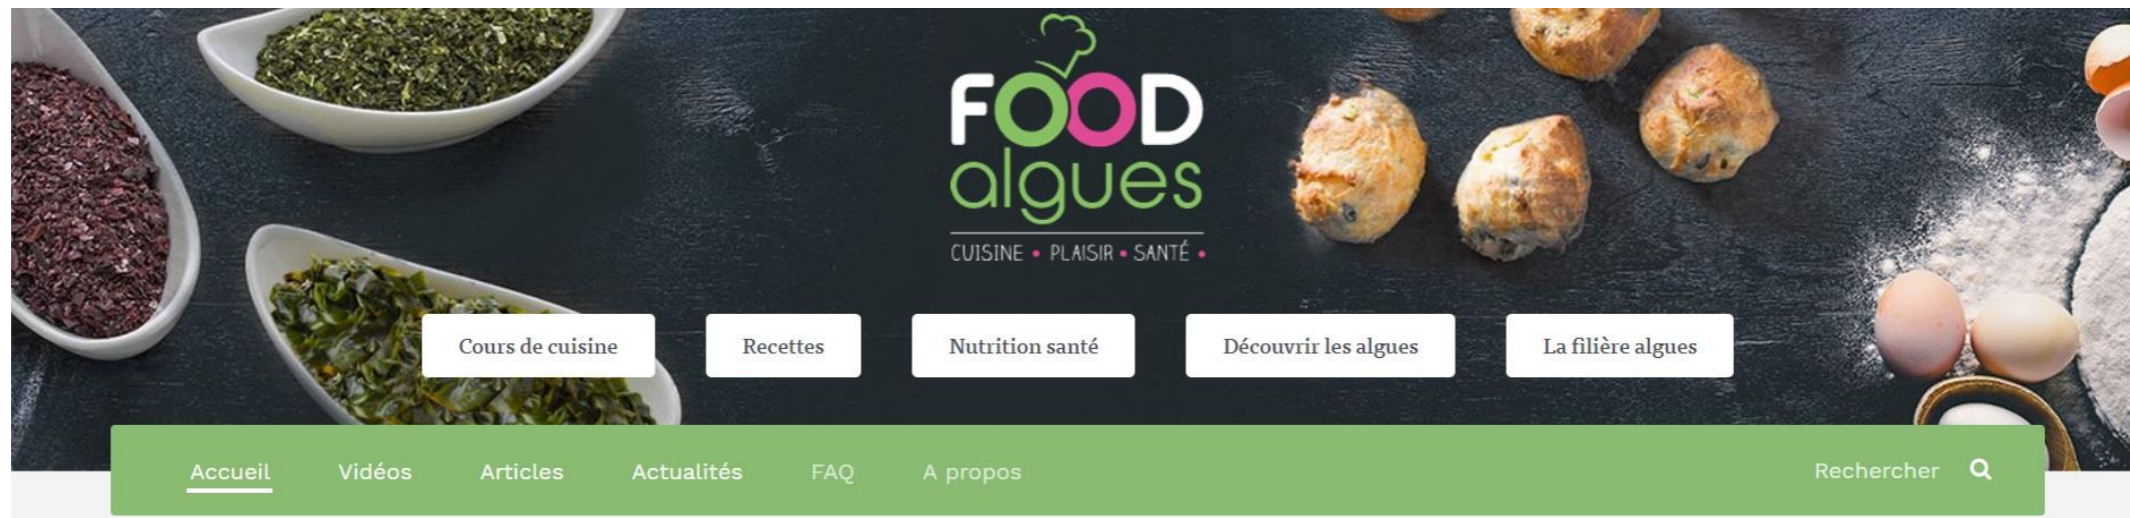 FOOD
algues
CUISINE • PLAISIR • SANTÉ •
Cours de cuisine Recettes Nutrition santé Découvrir les algues La filière algues
Accueil Vidéos Articles Actualités FAQ A propos Rechercher